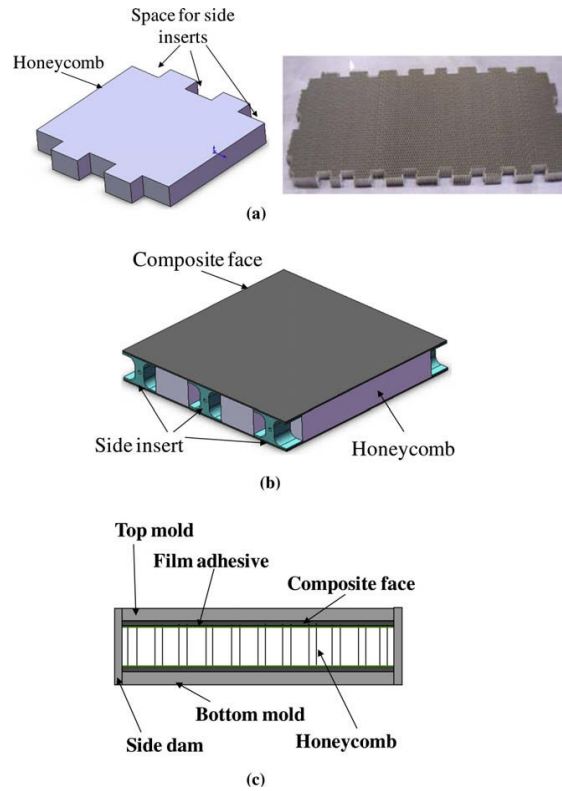 Space for side
inserts
Honeycomb
(a)
Composite face
Side insert
Honeycomb
(b)
Top mold
Film adhesive
Composite face
Bottom mold
Side dam
Honeycomb
(c)